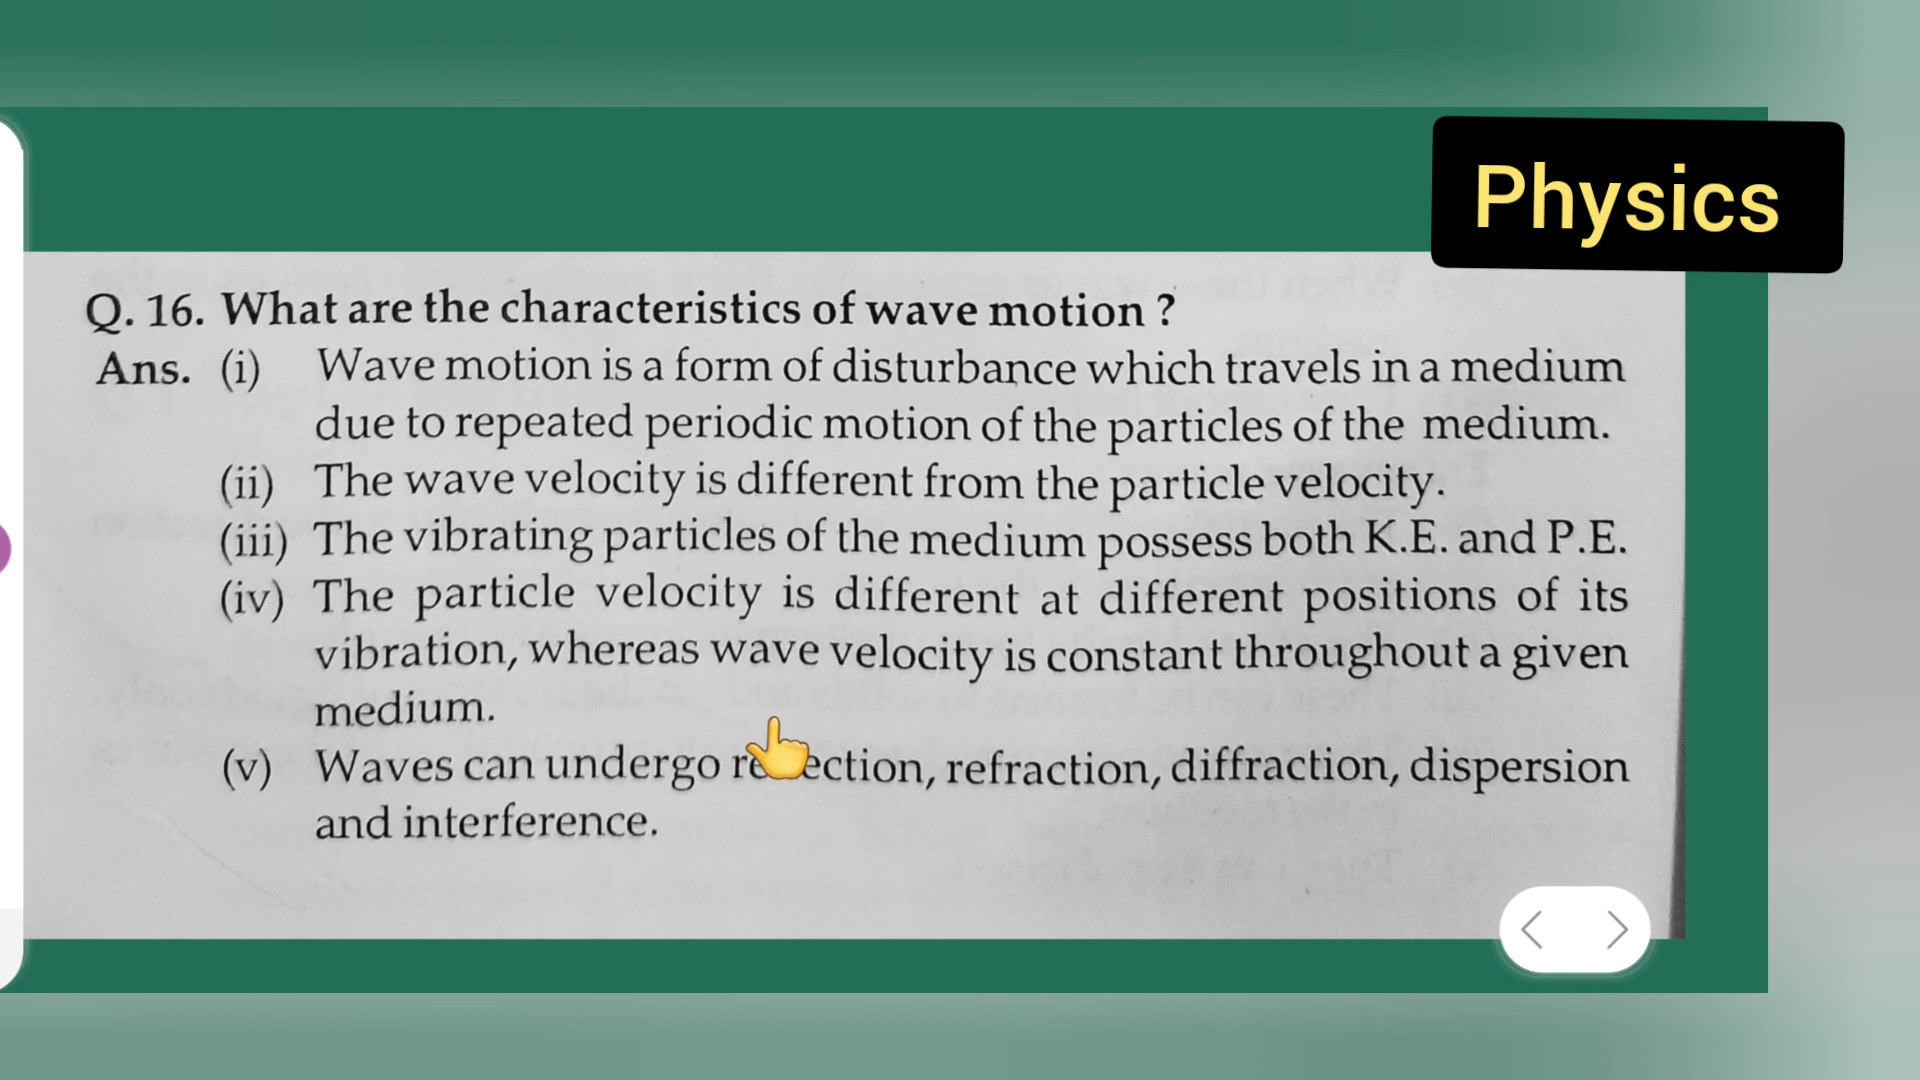 Physics
Q. 16. What are the characteristics of wave motion ?
Ans. (i) Wave motion is a form of disturbance which travels in a medium
due to repeated periodic motion of the particles of the medium.
(ii) The wave velocity is different from the particle velocity.
(iii) The vibrating particles of the medium possess both K.E. and P.E.
(iv) The particle velocity is different at different positions of its
vibration, whereas wave velocity is constant throughout a given
medium.
(v) Waves can undergo refraction, diffraction, dispersion
and interference.